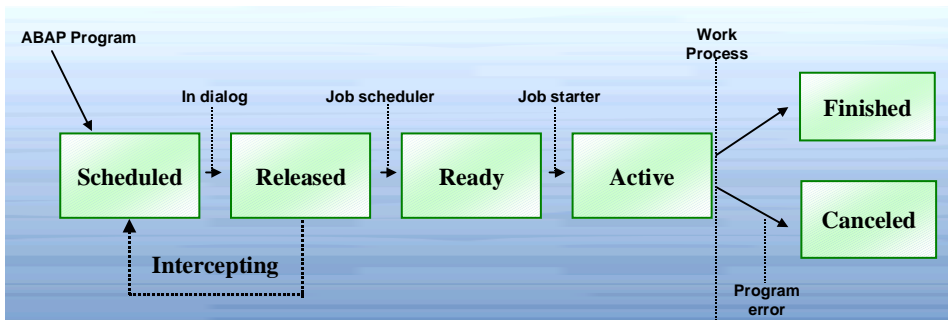 ABAP Program
In dialog
Job scheduler
Job starter
Work
Process
Scheduled
Released
Ready
Active
Finished
Canceled
Intercepting
Program
error